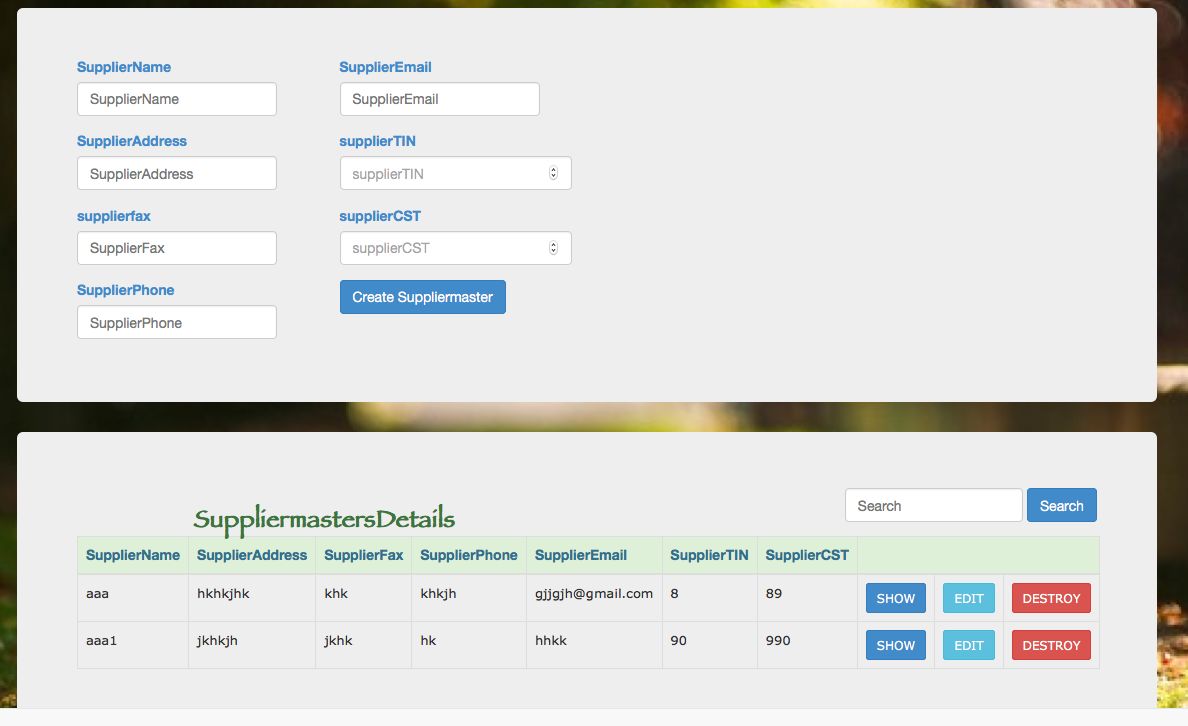 SupplierName
SupplierName
SupplierAddress
SupplierAddress
supplierfax
SupplierFax
SupplierPhone
SupplierPhone
SupplierEmail
SupplierEmail
supplierTIN
supplierTIN
supplierCST
supplierCST
Create Suppliermaster
SuppliermastersDetails
Search Search
SupplierName SupplierAddress SupplierFax SupplierPhone SupplierEmail SupplierTIN SupplierCST
aaa hkhkjhk khk khkjh gjjgjh@gmail.com 8 89 SHOW EDIT DESTROY
aaa1 jkhkjh jkhk hk hhkk 90 990 SHOW EDIT DESTROY